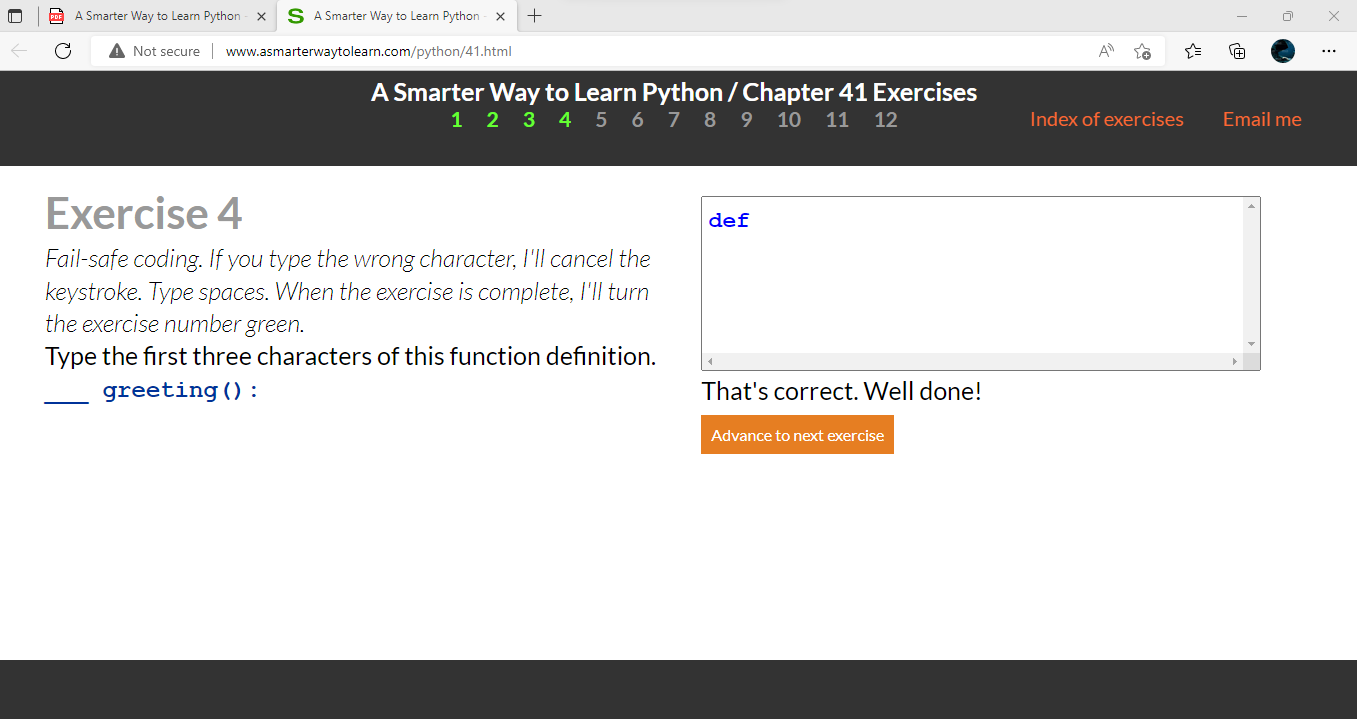 A Smarter Way to Learn Python -
A Smarter Way to Learn Python -
Not secure | www.asmarterwaytolearn.com/python/41.html
A Smarter Way to Learn Python / Chapter 41 Exercises
1 2 3 4 5 6 7 8 9 10 11 12
Index of exercises
Email me
Exercise 4
Fail-safe coding. If you type the wrong character, I'll cancel the
keystroke. Type spaces. When the exercise is complete, I'll turn
the exercise number green.
Type the first three characters of this function definition.
___ greeting():
def
That's correct. Well done!
Advance to next exercise